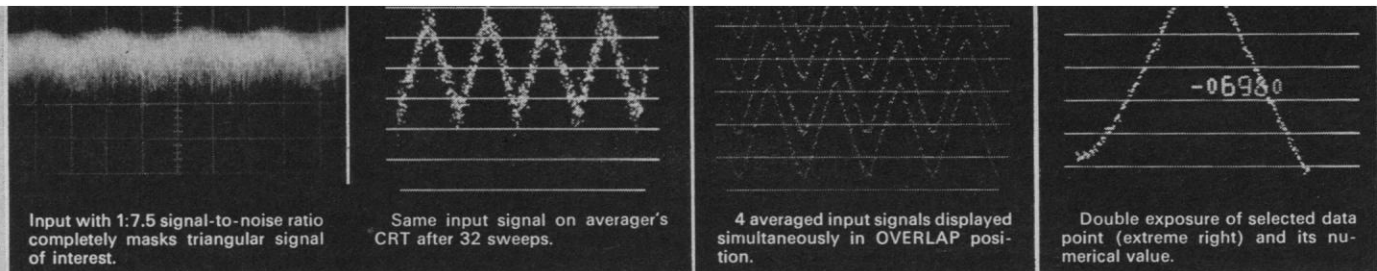 -06980
Input with 1:7.5 signal-to-noise ratio
completely masks triangular signal
of interest.
Same input signal on averager's
CRT after 32 sweeps.
4 averaged input signals displayed
simultaneously in OVERLAP posi-
tion.
Double exposure of selected data
point (extreme right) and its nu-
merical value.